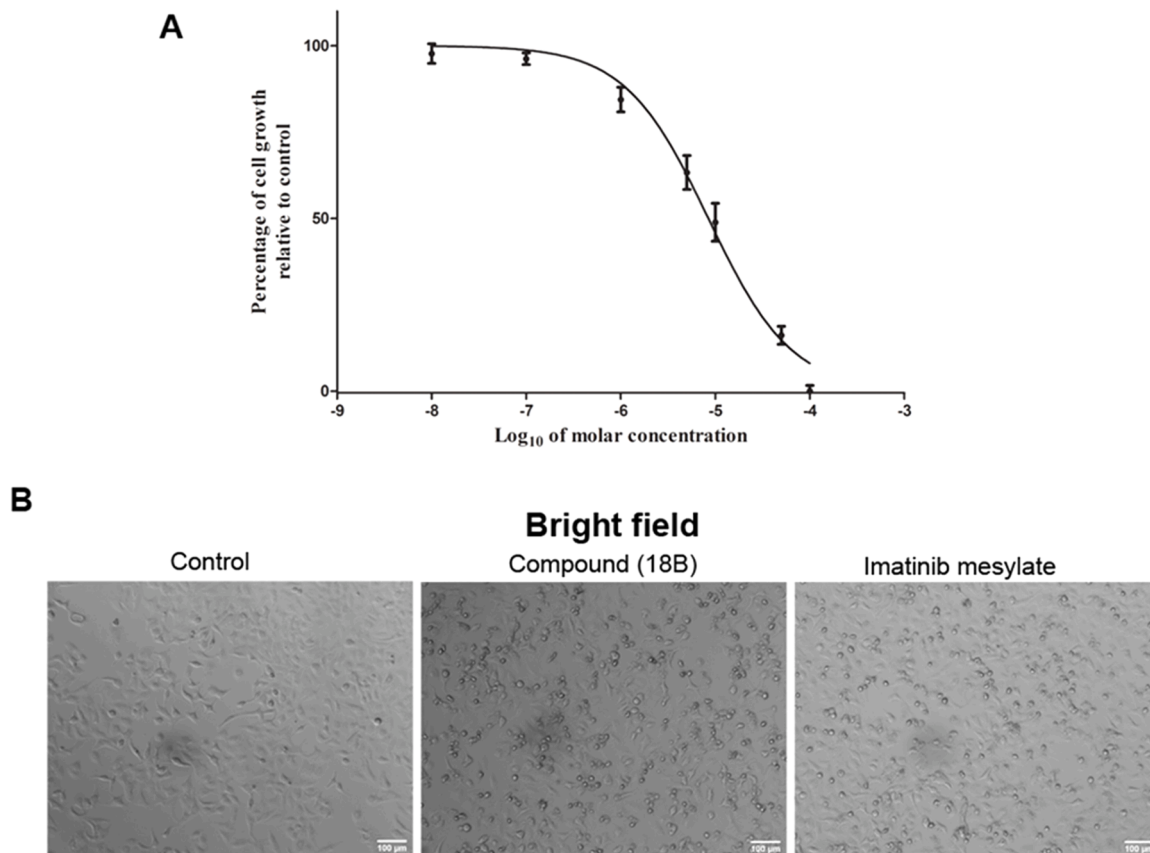 A
100
50
0
Percentage of cell growth
relative to control
-9 -8 -7 -6 -5 -4 -3
Log10 of molar concentration
B
Bright field
Control Compound (18B) Imatinib mesylate
100 µm 100 µm 100 µm